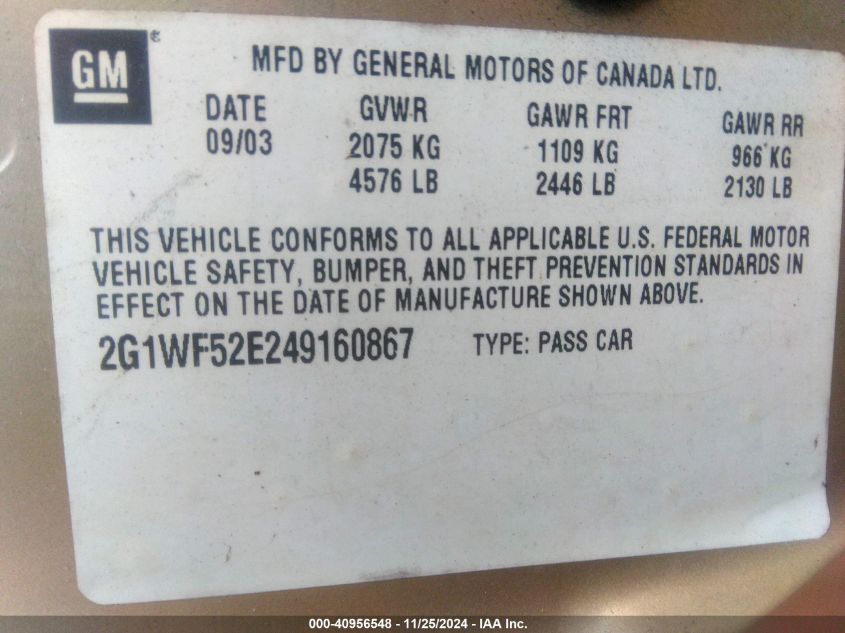 GM ®
MFD BY GENERAL MOTORS OF CANADA LTD.
DATE GVWR GAWR FRT GAWR RR
09/03 2075 KG 1109 KG 966 KG
4576 LB 2446 LB 2130 LB
THIS VEHICLE CONFORMS TO ALL APPLICABLE U.S. FEDERAL MOTOR
VEHICLE SAFETY, BUMPER, AND THEFT PREVENTION STANDARDS IN
EFFECT ON THE DATE OF MANUFACTURE SHOWN ABOVE.
2G1WF52E249160867 TYPE: PASS CAR
000-40956548 - 11/25/2024 - IAA Inc.